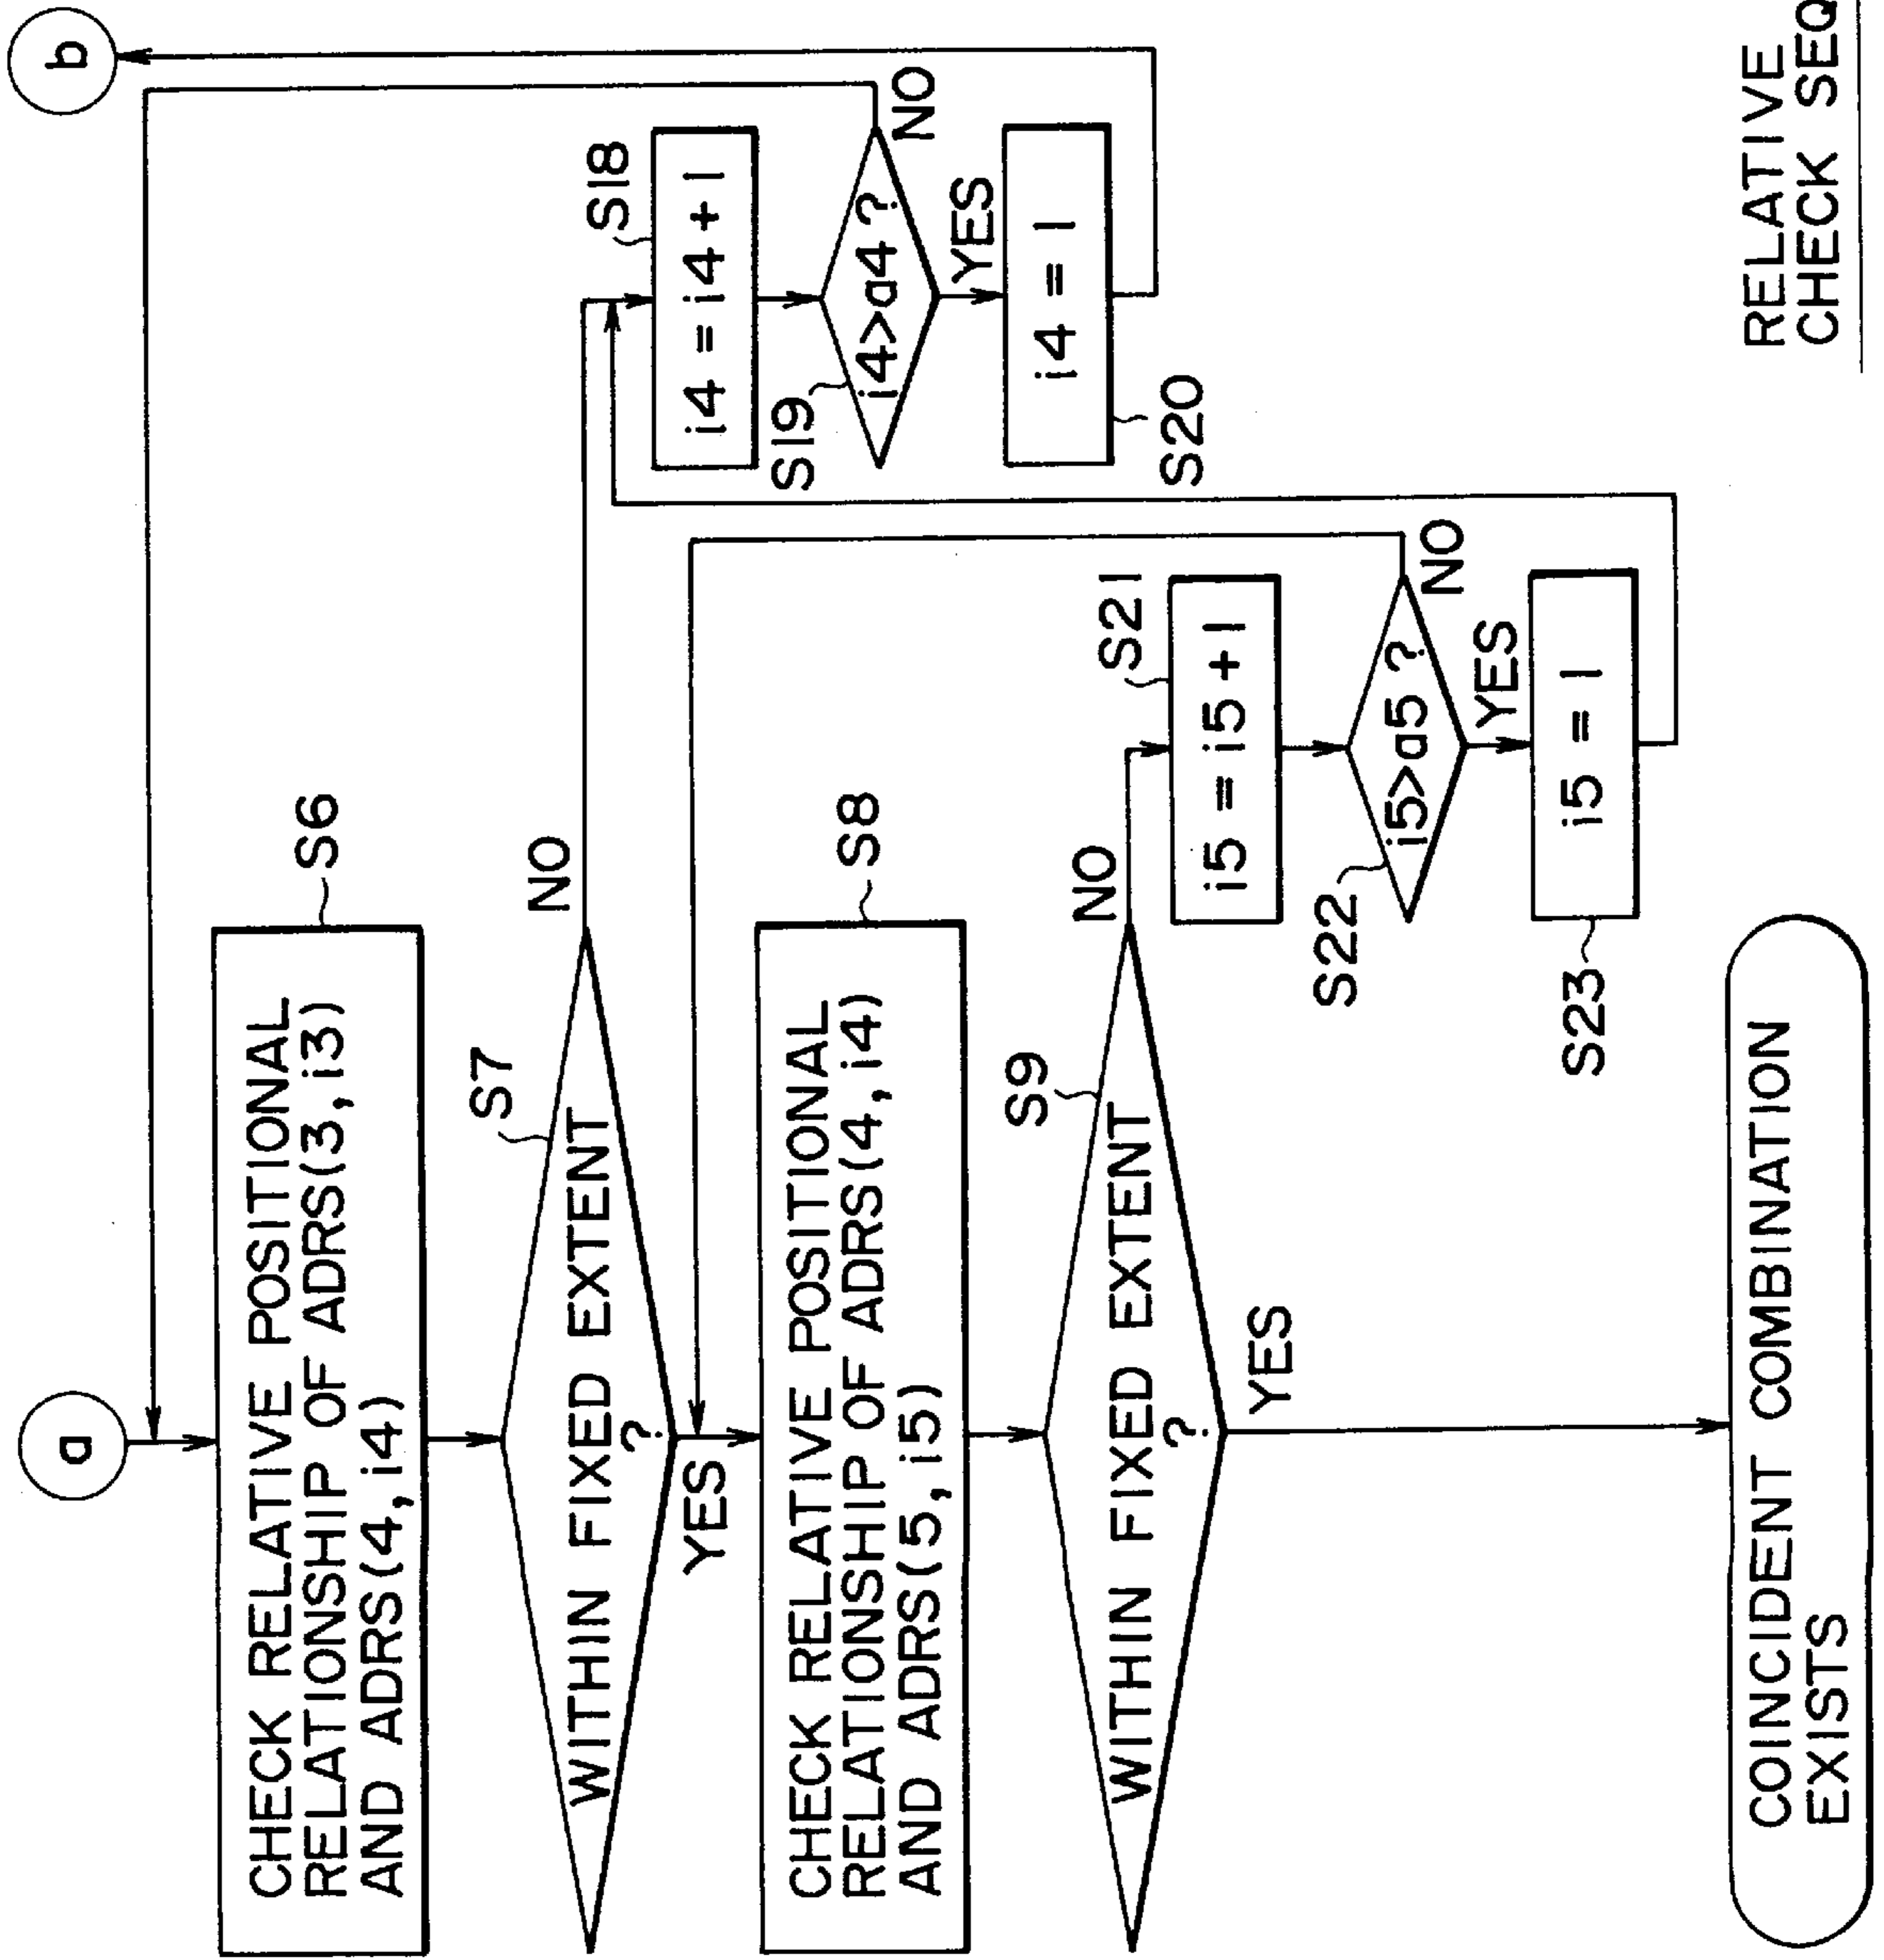 a
b
CHECK RELATIVE POSITIONAL
RELATIONSHIP OF ADRS(3,i3)
AND ADRS(4,i4)
S6
S7
WITHIN FIXED EXTENT
?
NO
YES
S18
i4 = i4 + 1
S19
i4>a4 ?
NO
YES
i4 = 1
S20
CHECK RELATIVE POSITIONAL
RELATIONSHIP OF ADRS(4,i4)
AND ADRS(5,i5)
S8
S9
WITHIN FIXED EXTENT
?
NO
YES
S21
i5 = i5 + 1
S22
i5>a5 ?
NO
YES
i5 = 1
S23
COINCIDENT COMBINATION
EXISTS
RELATIVE
CHECK SEQ